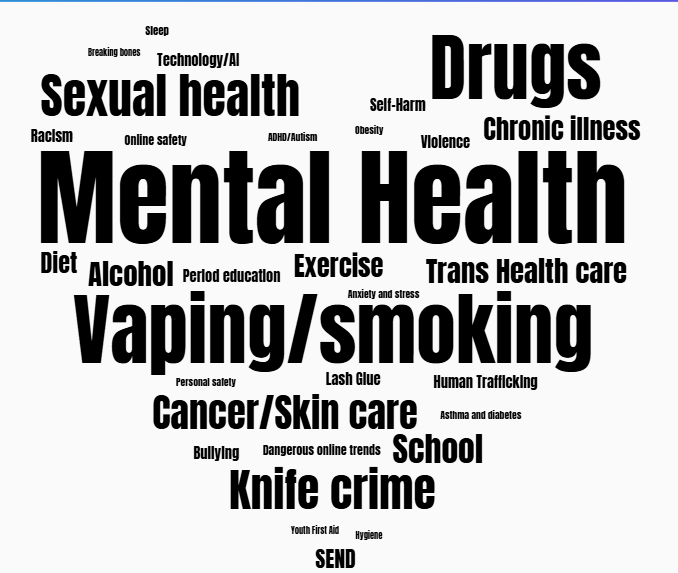 Sleep
Breaking bones
Technology/AI
Drugs
Sexual health
Self-Harm
Racism
Online safety
ADHD/Autism
Obesity
Violence
Chronic illness
Mental Health
Diet
Alcohol
Period education
Exercise
Trans Health care
Anxiety and stress
Vaping/smoking
Personal safety
Lash Glue
Human Trafficking
Cancer/Skin care
Asthma and diabetes
Bullying
Dangerous online trends
School
Knife crime
Youth First Aid
Hygiene
SEND